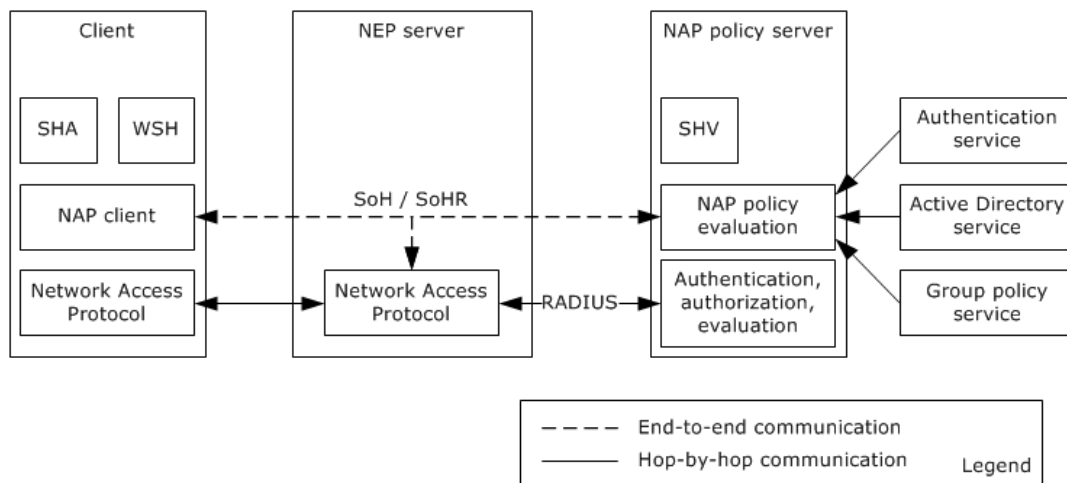 Client
NEP server
NAP policy server
SHA
WSH
SHV
Authentication
service
SoH / SoHR
NAP client
NAP policy
evaluation
Active Directory
service
Network Access
Protocol
Network Access
Protocol
RADIUS
Authentication,
authorization,
evaluation
Group policy
service
End-to-end communication
Hop-by-hop communication
Legend